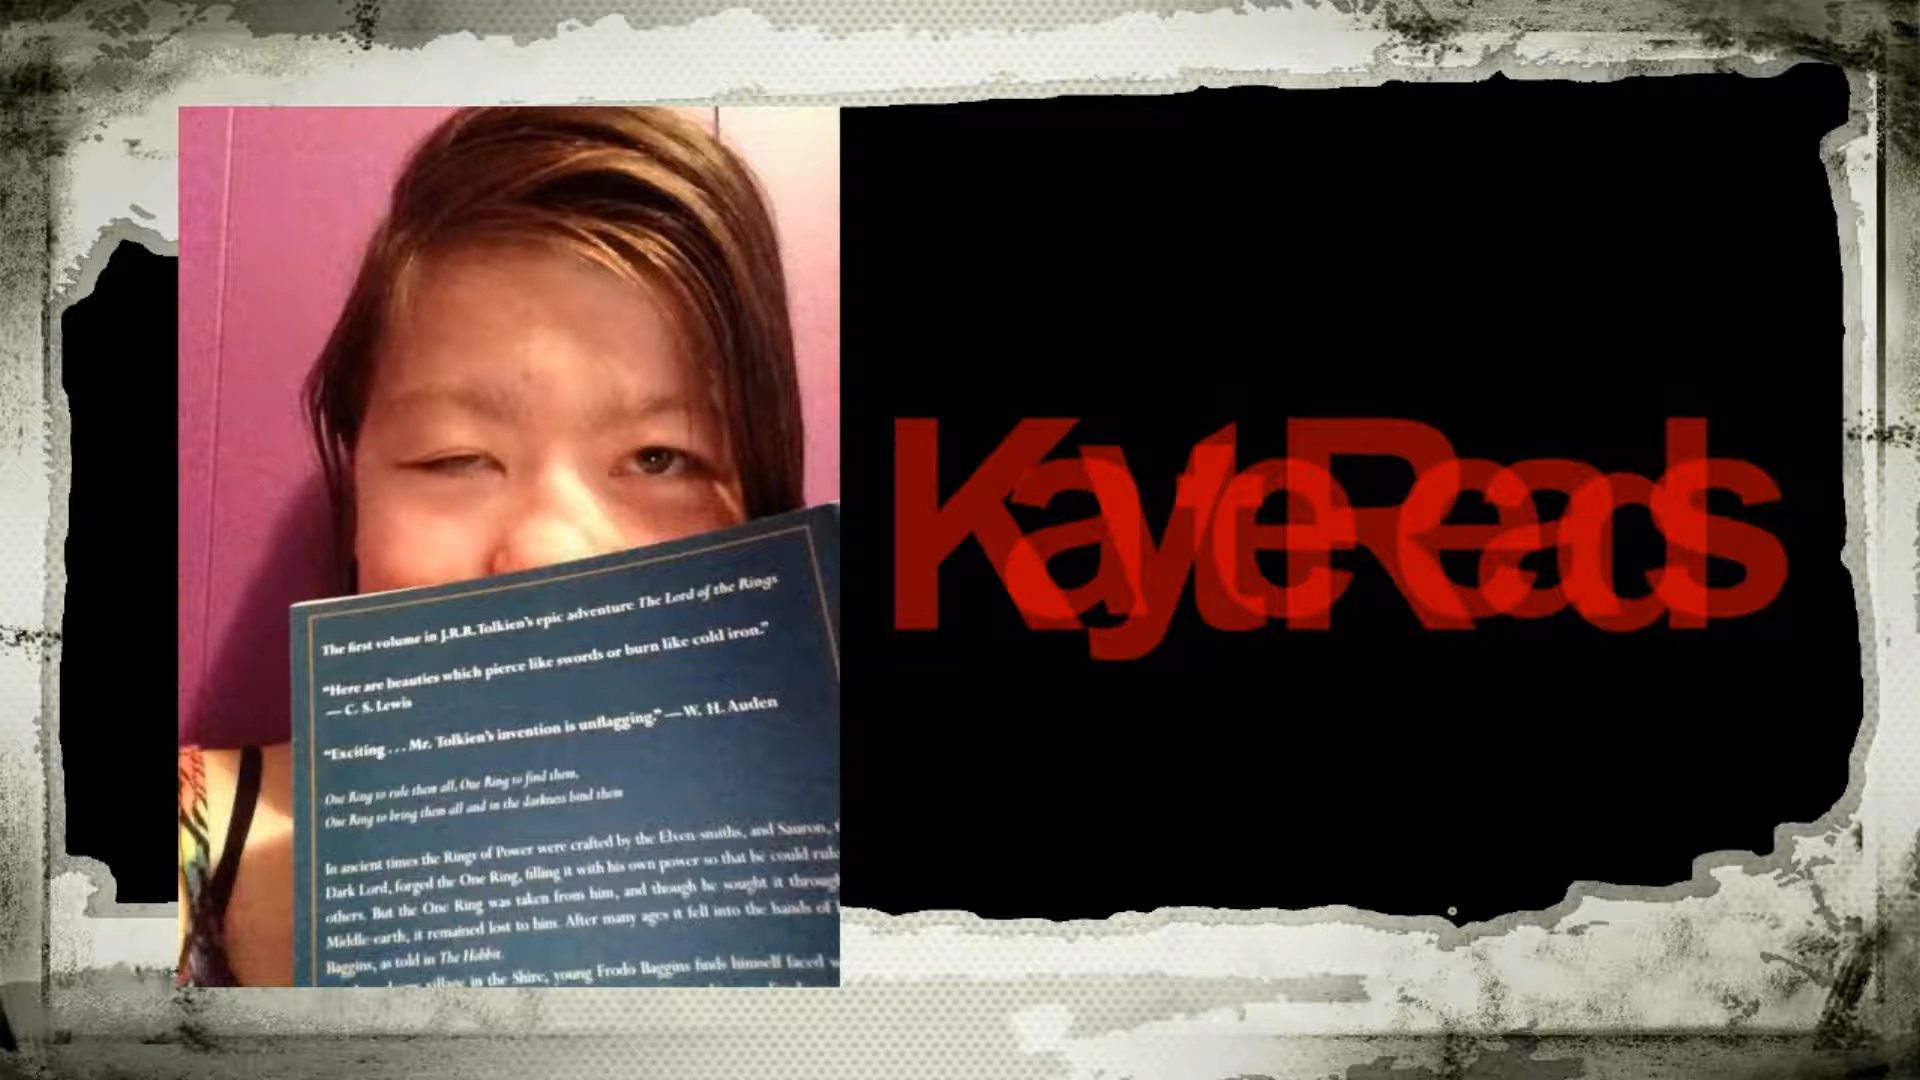 The first volume in J.R.R. Tolkien's epic adventure The Lord of the Rings
"Here are beauties which pierce like swords or burn like cold iron."
— C. S. Lewis
"Exciting . . . Mr. Tolkien's invention is unflagging." — W. H. Auden
One Ring to rule them all, One Ring to find them,
One Ring to bring them all and in the darkness bind them
In ancient times the Rings of Power were crafted by the Elven-smiths, and Sauron,
Dark Lord, forged the One Ring, filling it with his own power so that he could rule
others. But the One Ring was taken from him, and though he sought it through
Middle-earth, it remained lost to him. After many ages it fell into the hands of
Baggins, as told in The Hobbit.
village in the Shire, young Frodo Baggins finds himself faced
KayteReads